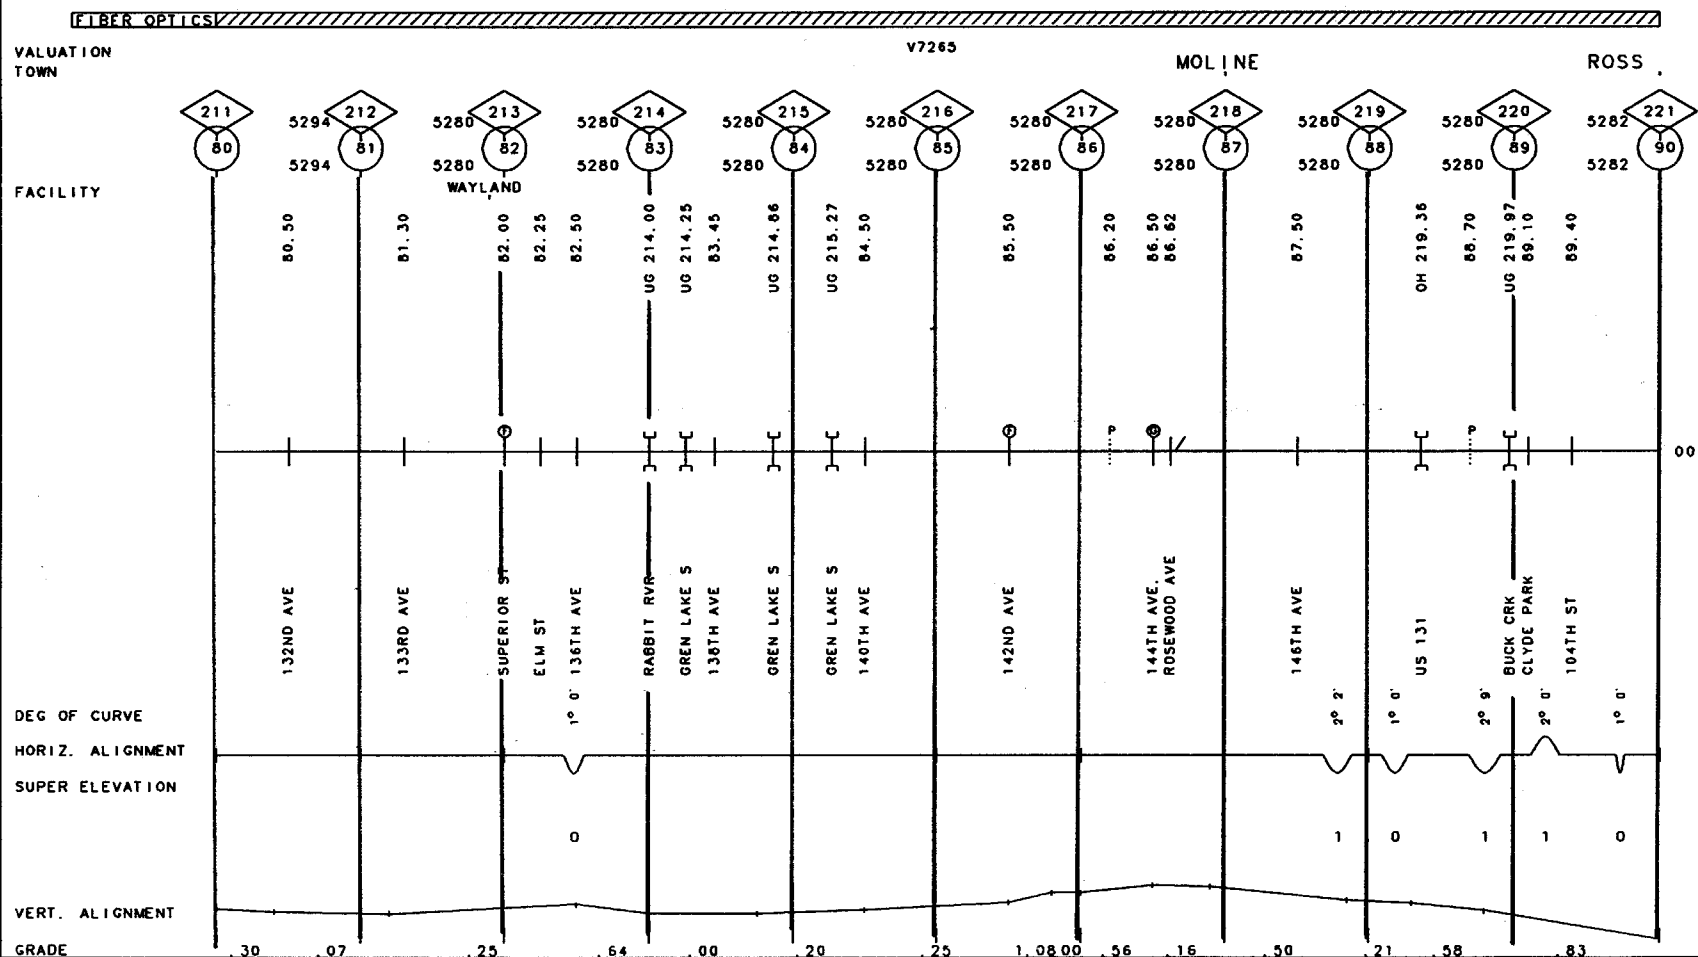 FIBER OPTICS
VALUATION V7265
TOWN MOLINE ROSS
211 5294 212 5280 213 5280 214 5280 215 5280 216 5280 217 5280 218 5280 219 5280 220 5282 221
80 5294 81 5280 82 5280 83 5280 84 5280 85 5280 86 5280 87 5280 88 5280 89 5282 90
FACILITY WAYLAND
80.50
81.30
82.00
82.25
82.50
UG 214.00
UG 214.25
83.45
UG 214.86
UG 215.27
84.50
85.50
86.20
86.50
86.62
87.50
OH 219.36
88.70
UG 219.97
89.10
89.40
F F P G P
00
132ND AVE
133RD AVE
SUPERIOR ST
ELM ST
136TH AVE
RABBIT RVR
GREN LAKE S
138TH AVE
GREN LAKE S
GREN LAKE S
140TH AVE
142ND AVE
144TH AVE.
ROSEWOOD AVE
146TH AVE
US 131
BUCK CRK
CLYDE PARK
104TH ST
DEG OF CURVE 1° 0' 2° 2' 1° 0' 2° 9' 2° 0' 1° 0'
HORIZ. ALIGNMENT
SUPER ELEVATION
0 1 0 1 1 0
VERT. ALIGNMENT
GRADE .30 .07 .25 .64 .00 .20 .25 1.08 00 .56 .16 .50 .21 .58 .83